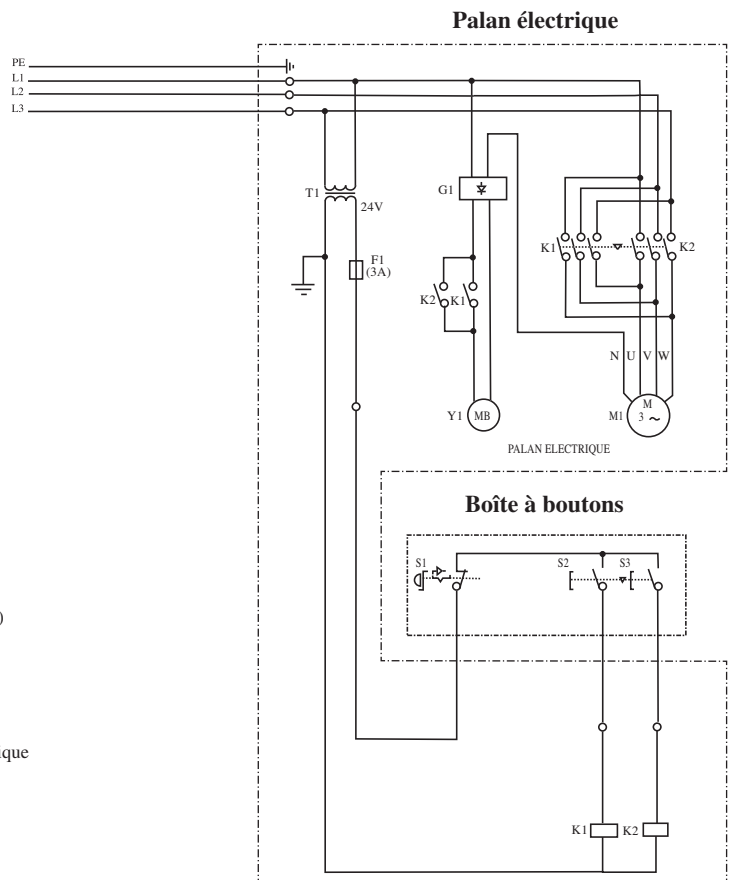 Palan électrique
PE
L1
L2
L3
T1
24V
G1
K1
K2
F1
(3A)
K2
K1
N U V W
Y1
MB
M1
M
3 ~
PALAN ELECTRIQUE
Boîte à boutons
S1
S2
S3
)
ique
K1
K2